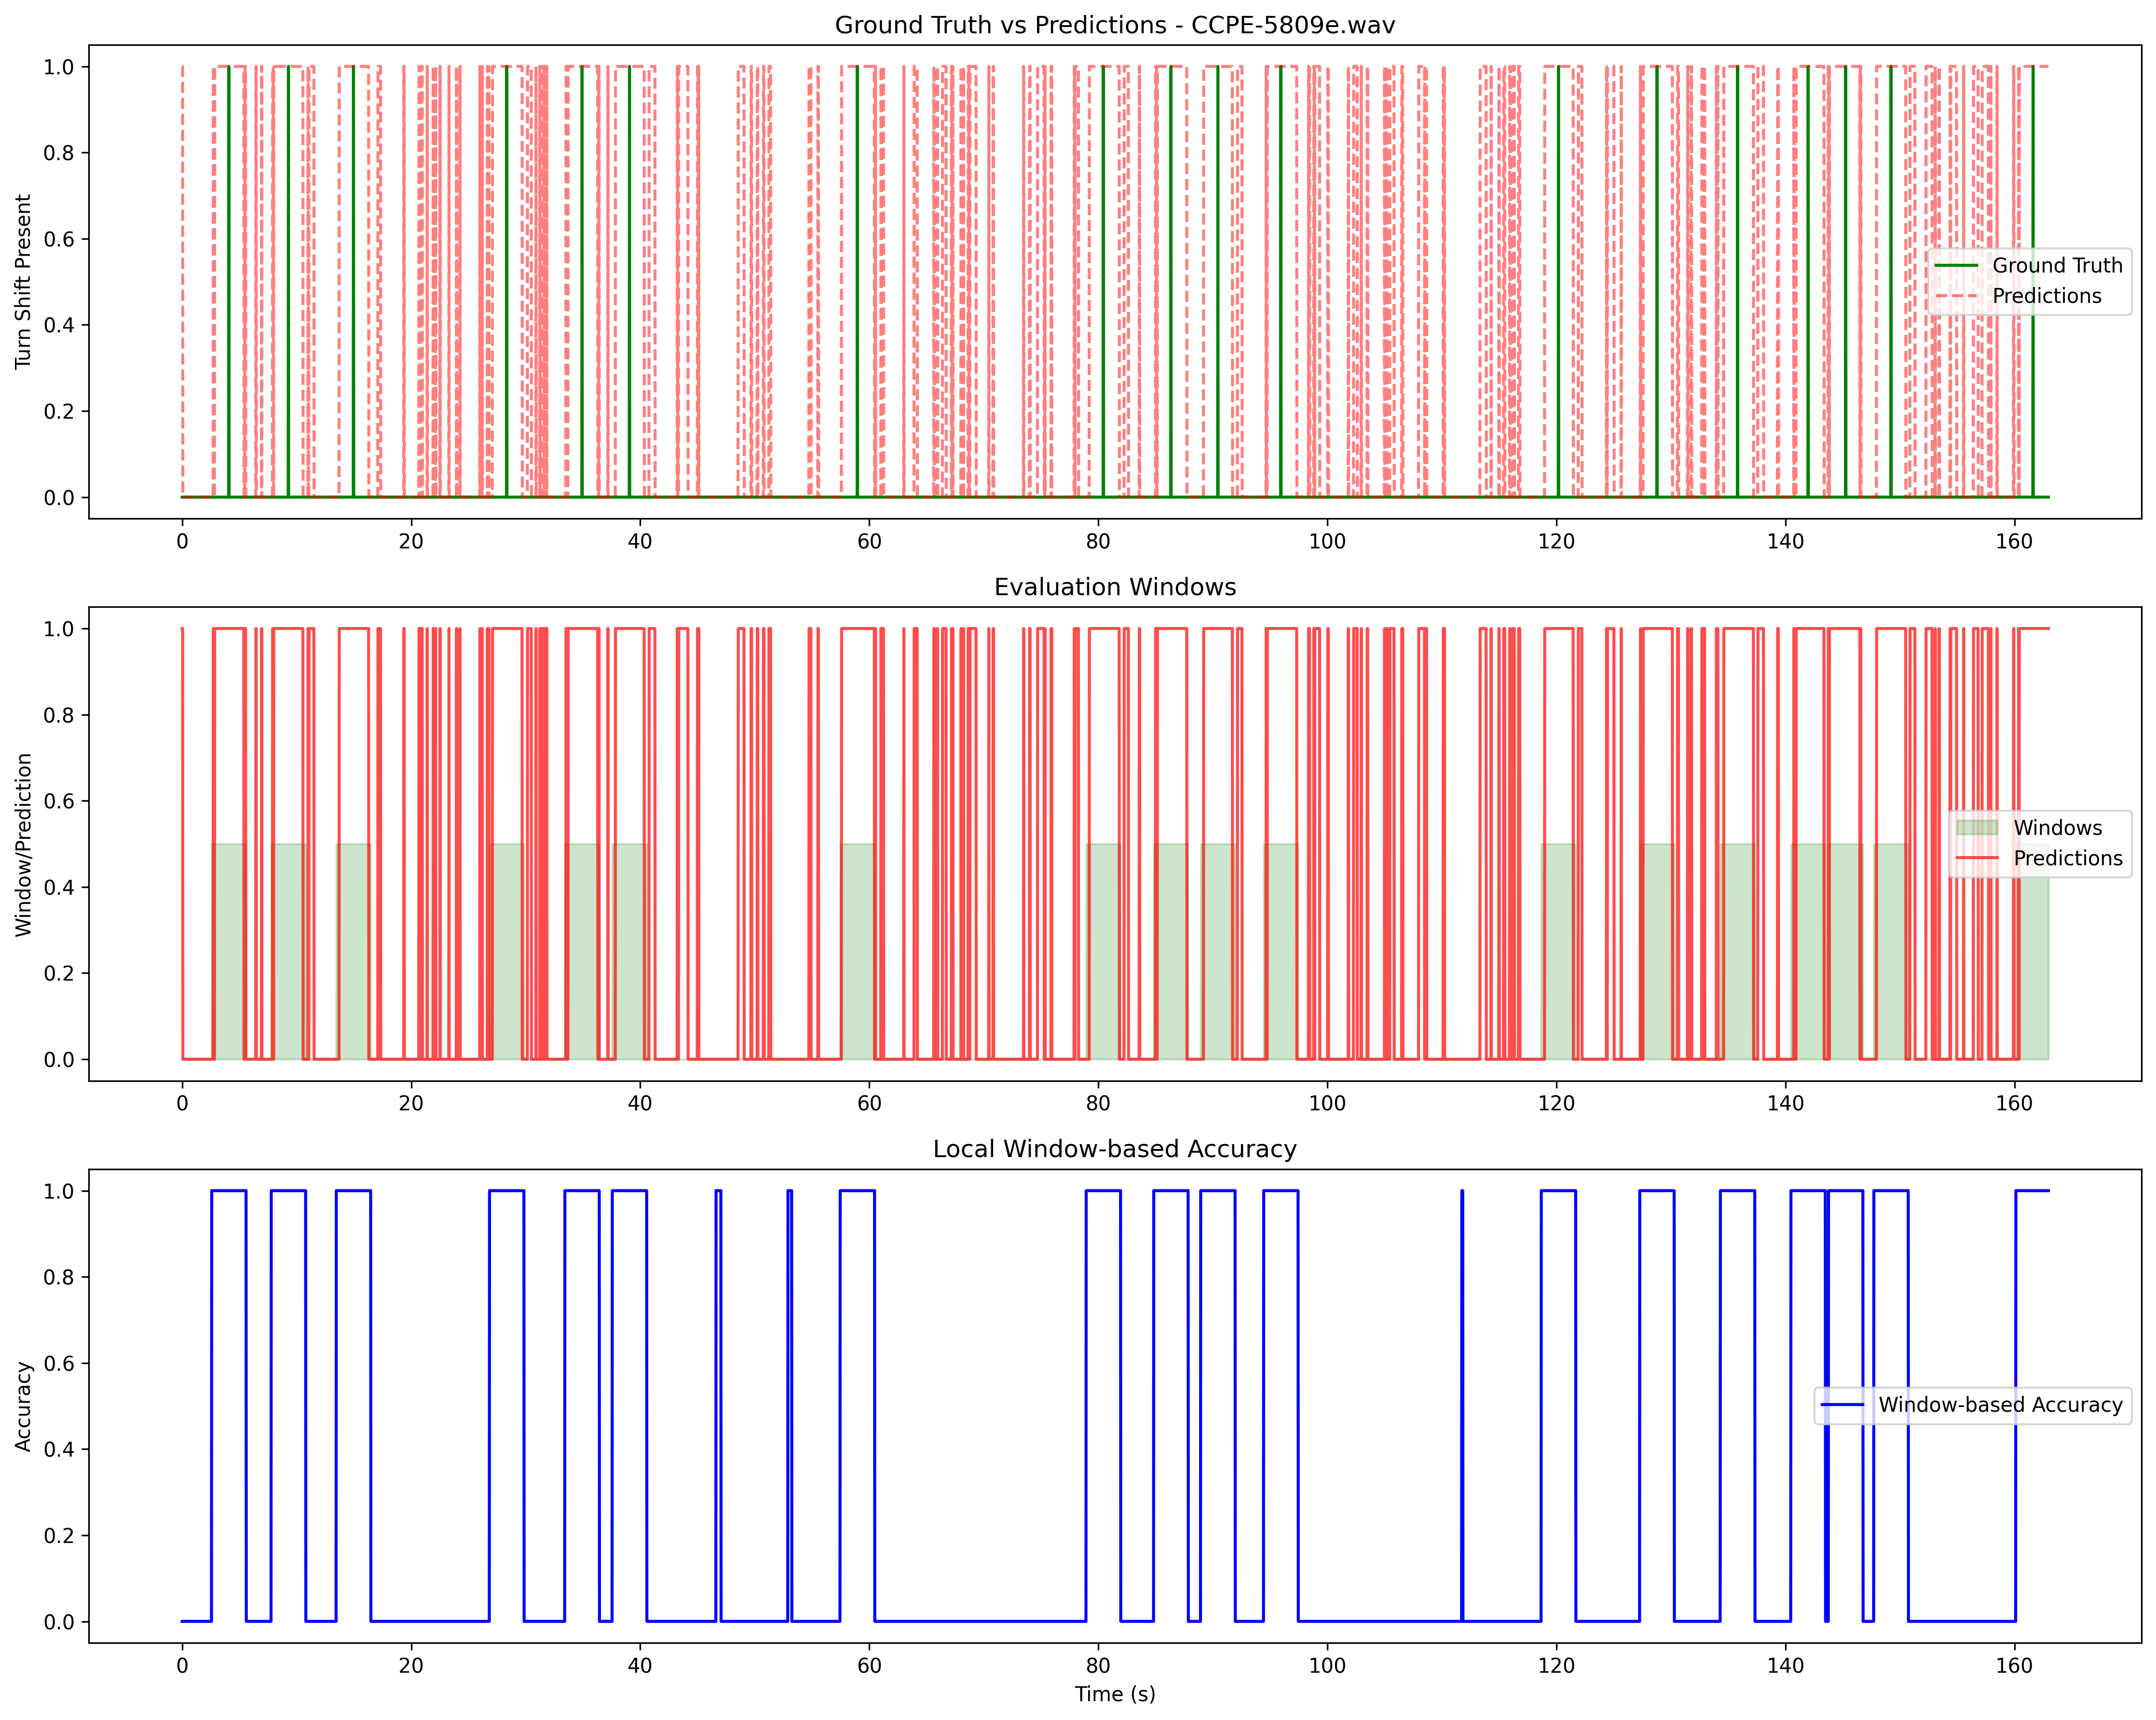 Ground Truth vs Predictions - CCPE-5809e.wav
Turn Shift Present
1.0
0.8
0.6
0.4
0.2
0.0
Ground Truth
Predictions
0 20 40 60 80 100 120 140 160
Evaluation Windows
Window/Prediction
1.0
0.8
0.6
0.4
0.2
0.0
Windows
Predictions
0 20 40 60 80 100 120 140 160
Local Window-based Accuracy
Accuracy
1.0
0.8
0.6
0.4
0.2
0.0
Window-based Accuracy
0 20 40 60 80 100 120 140 160
Time (s)